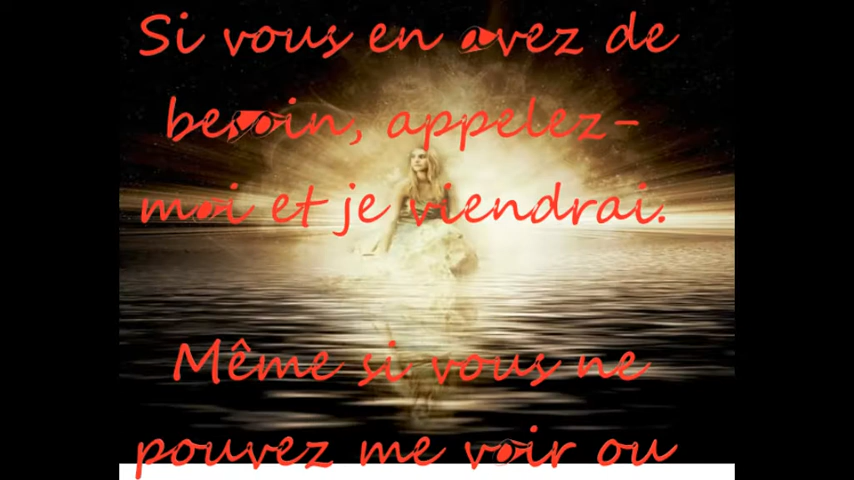 Si vous en avez de
besoin, appelez-
moi et je viendrai.
Même si vous ne
pouvez me voir ou